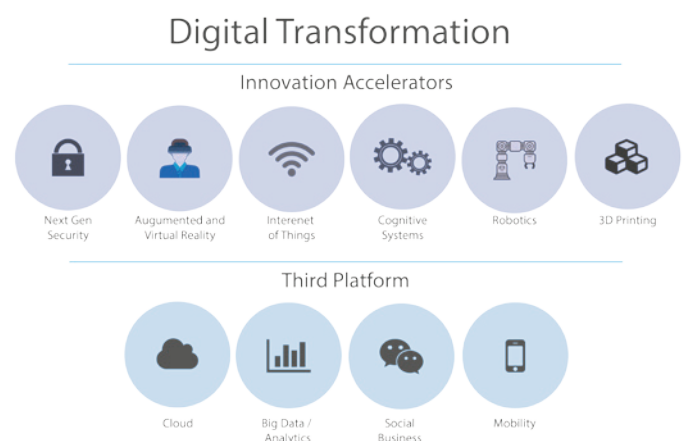 Digital Transformation
Innovation Accelerators
Next Gen
Security
Augumented and
Virtual Reality
Interenet
of Things
Cognitive
Systems
Robotics
3D Printing
Third Platform
Cloud
Big Data /
Analytics
Social
Business
Mobility